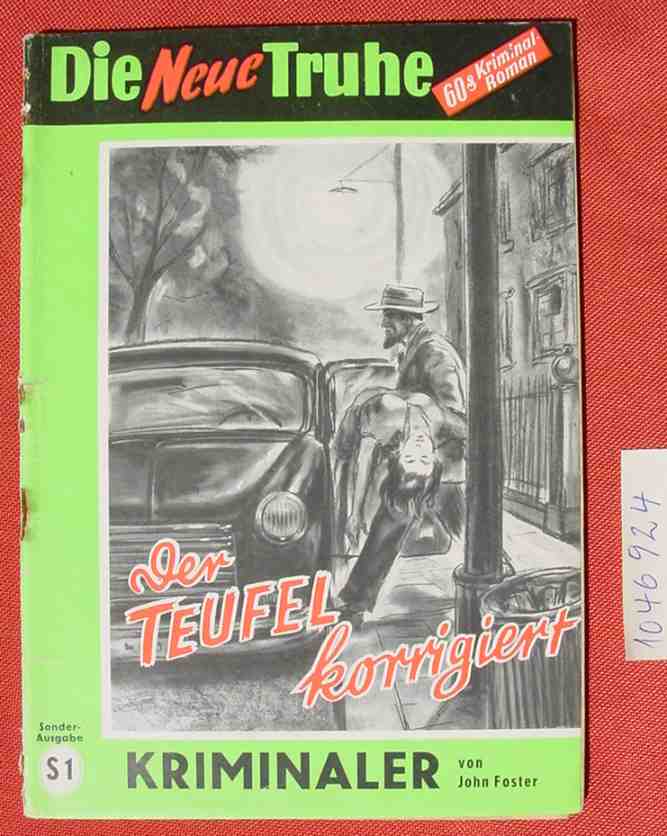 Die Neue Truhe
60s Kriminal-
Roman
Der
TEUFEL
korrigiert
Sonder-
Ausgabe
S1
KRIMINALER
von
John Foster
1046924